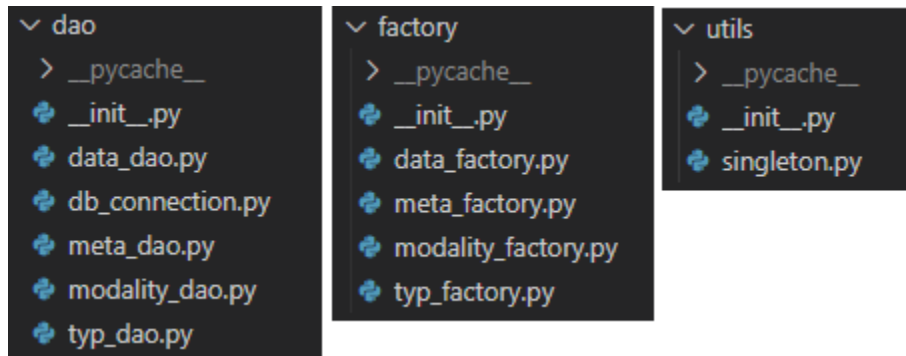 dao
__pycache__
__init__.py
data_dao.py
db_connection.py
meta_dao.py
modality_dao.py
typ_dao.py
factory
__pycache__
__init__.py
data_factory.py
meta_factory.py
modality_factory.py
typ_factory.py
utils
__pycache__
__init__.py
singleton.py